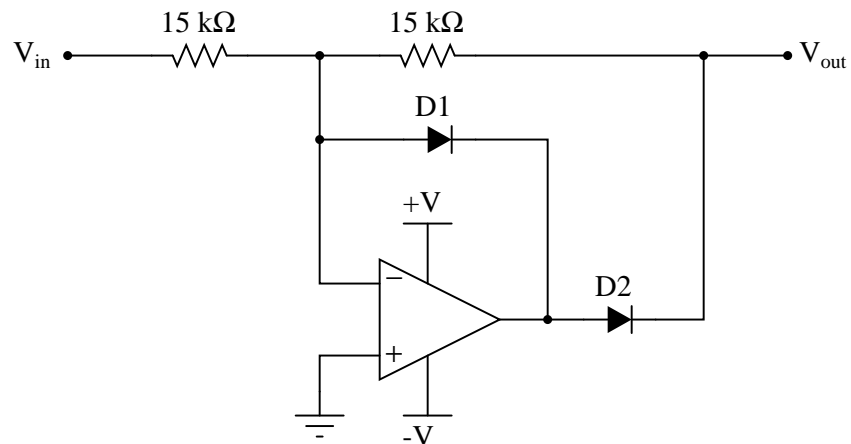 15 kΩ 15 kΩ
V_in V_out
D1
+V
−
D2
+
-V